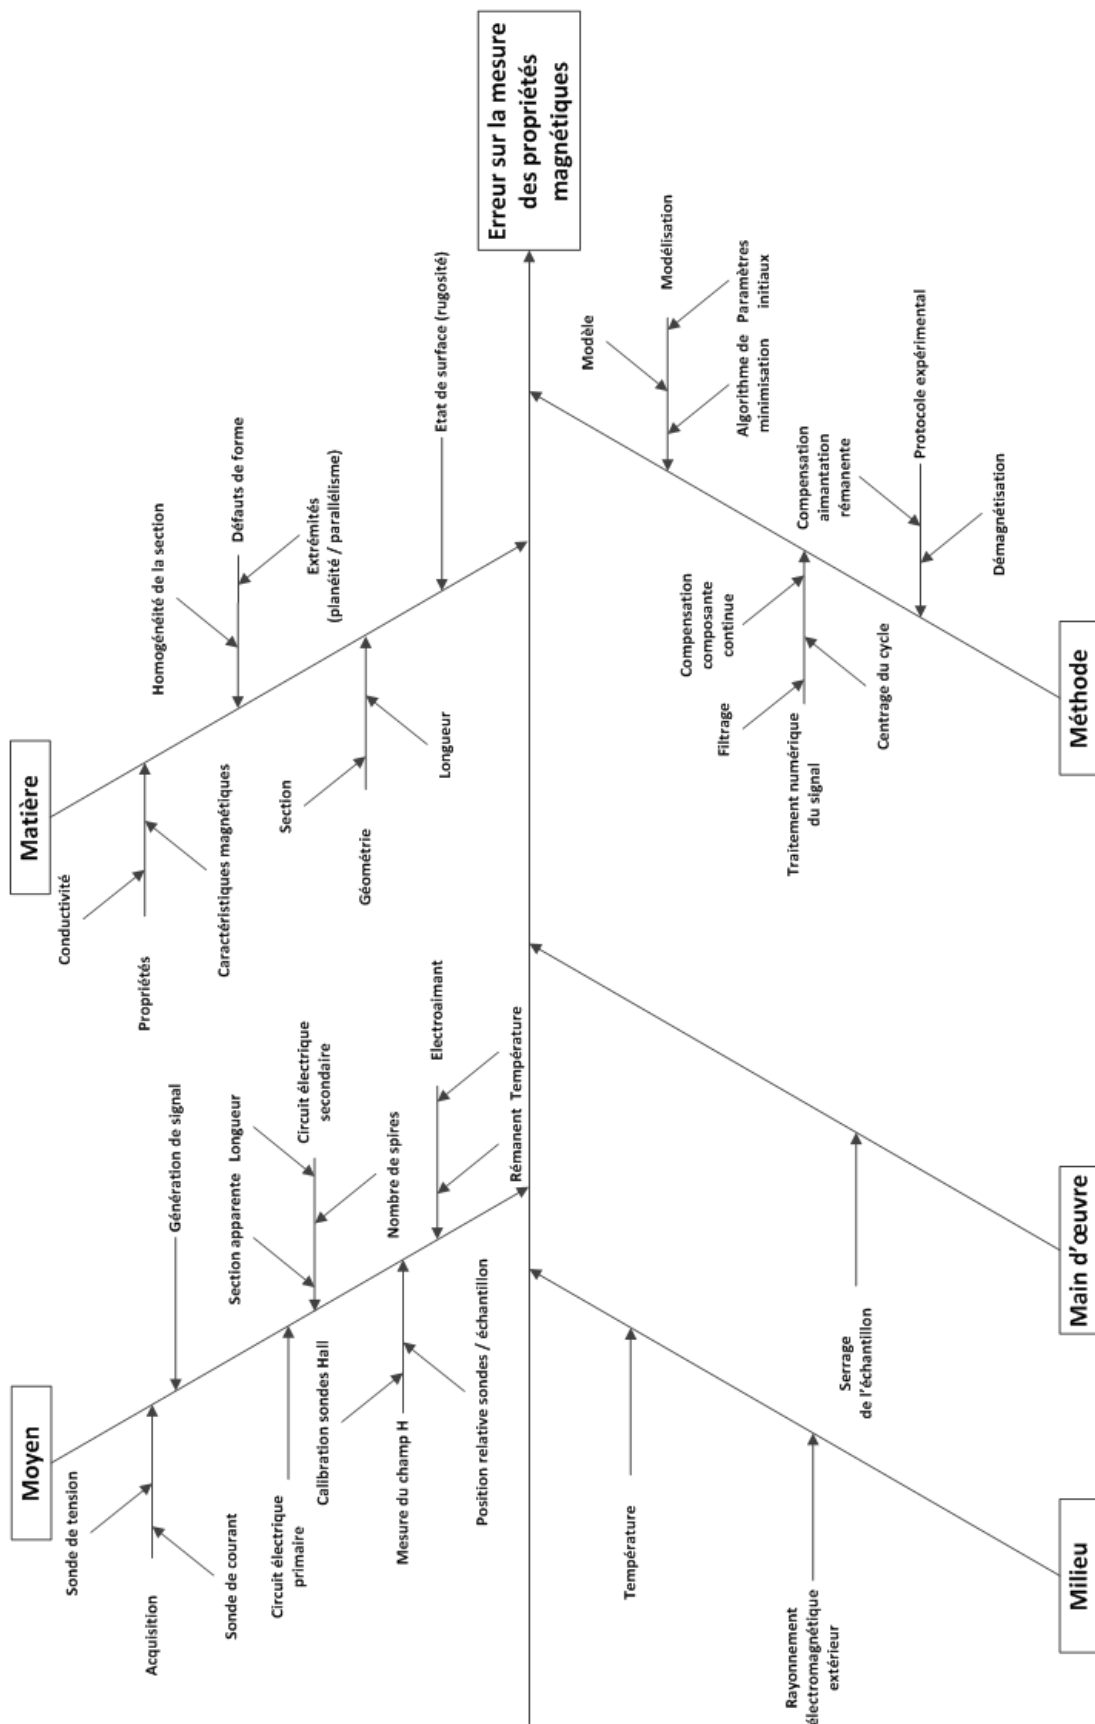 Moyen
Sonde de tension
Acquisition
Sonde de courant
Génération de signal
Circuit électrique
primaire
Section apparente
Longueur
Circuit électrique
secondaire
Nombre de spires
Calibration sondes Hall
Mesure du champ H
Position relative sondes / échantillon
Electroaimant
Rémanent
Température
Matière
Conductivité
Propriétés
Caractéristiques magnétiques
Homogénéité de la section
Défauts de forme
Extrémités
(planéité / parallélisme)
Section
Géométrie
Longueur
Etat de surface (rugosité)
Erreur sur la mesure
des propriétés
magnétiques
Température
Rayonnement
électromagnétique
extérieur
Milieu
Serrage
de l'échantillon
Main d'œuvre
Modèle
Modélisation
Algorithme de
minimisation
Paramètres
initiaux
Compensation
composante
continue
Filtrage
Traitement numérique
du signal
Centrage du cycle
Compensation
aimantation
rémanente
Protocole expérimental
Démagnétisation
Méthode